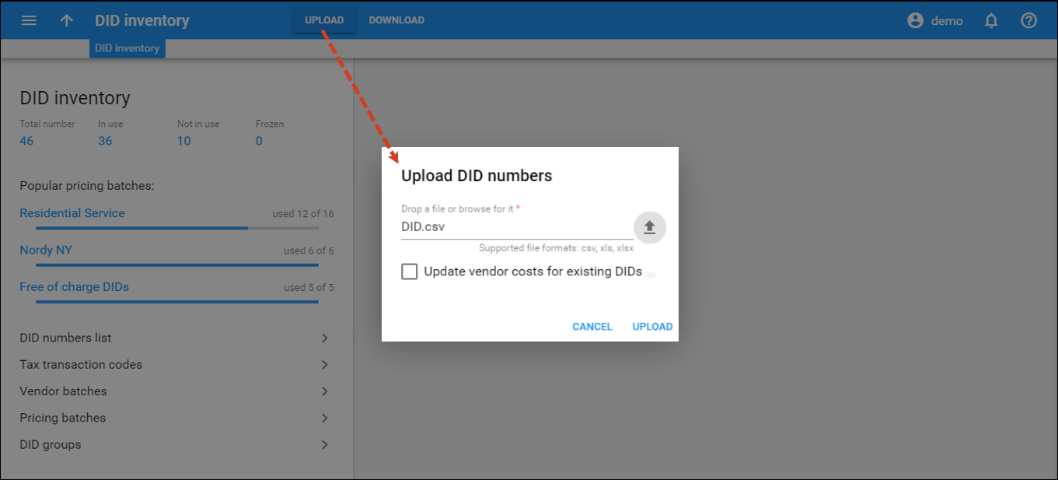 DID inventory UPLOAD DOWNLOAD demo
DID inventory
DID inventory
Total number In use Not in use Frozen
46 36 10 0
Popular pricing batches:
Residential Service used 12 of 16
Nordy NY used 6 of 6
Free of charge DIDs used 5 of 5
DID numbers list
Tax transaction codes
Vendor batches
Pricing batches
DID groups
Upload DID numbers
Drop a file or browse for it *
DID.csv
Supported file formats: csv, xls, xlsx
Update vendor costs for existing DIDs
CANCEL UPLOAD